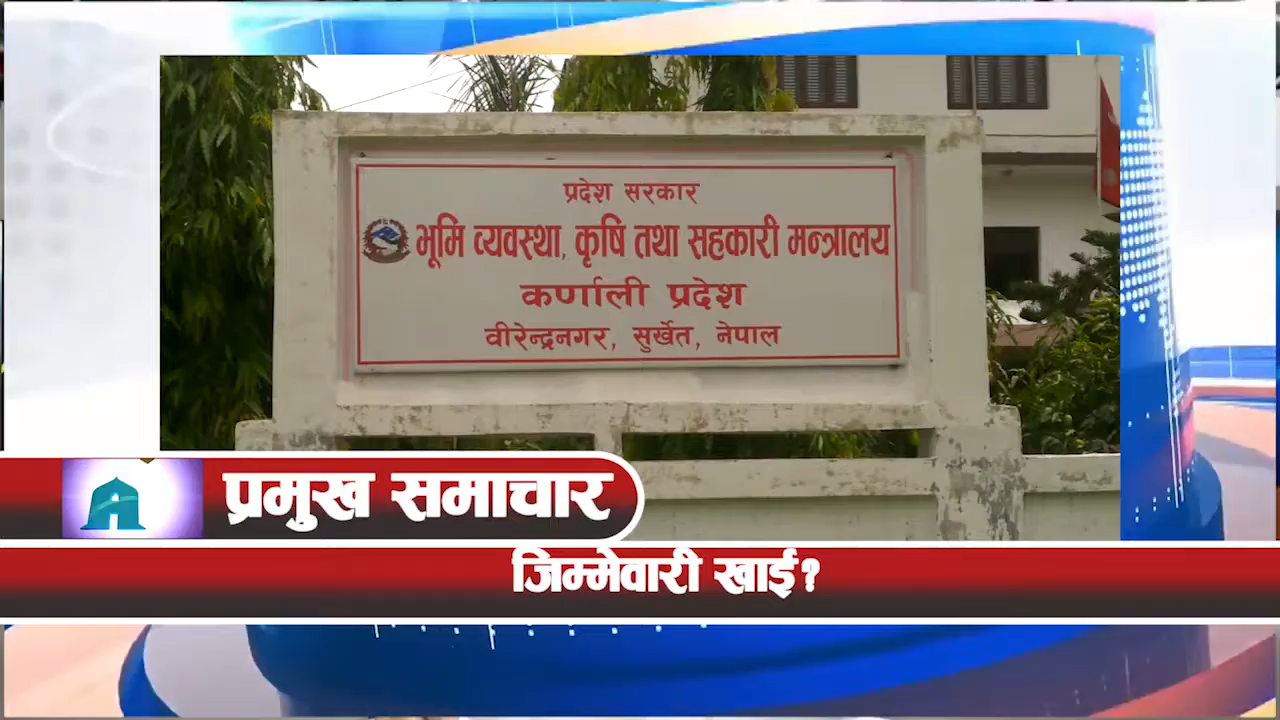 प्रदेश सरकार
भूमि व्यवस्था, कृषि तथा सहकारी मन्त्रालय
कर्णाली प्रदेश
वीरेन्द्रनगर, सुर्खेत, नेपाल
प्रमुख समाचार
जिम्मेवारी खाई?